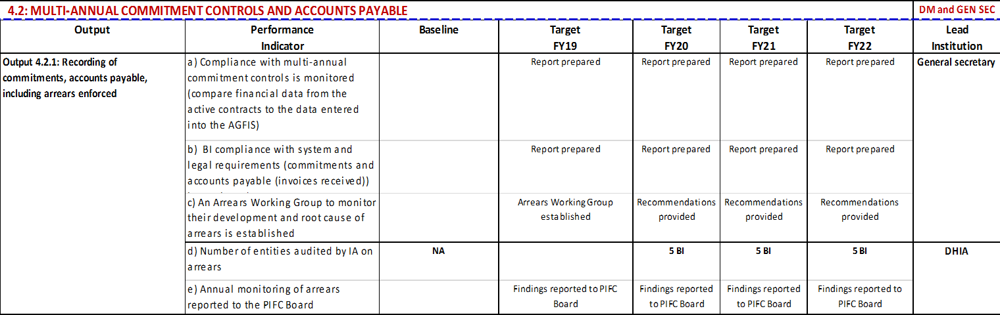 4.2: MULTI-ANNUAL COMMITMENT CONTROLS AND ACCOUNTS PAYABLE
DM and GEN SEC
Output
Performance
Indicator
Baseline
Target
FY19
Target
FY20
Target
FY21
Target
FY22
Lead
Institution
Output 4.2.1: Recording of
commitments, accounts payable,
including arrears enforced
a) Compliance with multi-annual
commitment controls is monitored
(compare financial data from the
active contracts to the data entered
into the AGFIS)
Report prepared
Report prepared
Report prepared
Report prepared
General secretary
b) BI compliance with system and
legal requirements (commitments and
accounts payable (invoices received))
Report prepared
Report prepared
Report prepared
Report prepared
c) An Arrears Working Group to monitor
their development and root cause of
arrears is established
Arrears Working Group
established
Recommendations
provided
Recommendations
provided
Recommendations
provided
d) Number of entities audited by IA on
arrears
NA
5 BI
5 BI
5 BI
DHIA
e) Annual monitoring of arrears
reported to the PIFC Board
Findings reported to PIFC
Board
Findings reported
to PIFC Board
Findings reported
to PIFC Board
Findings reported to
PIFC Board